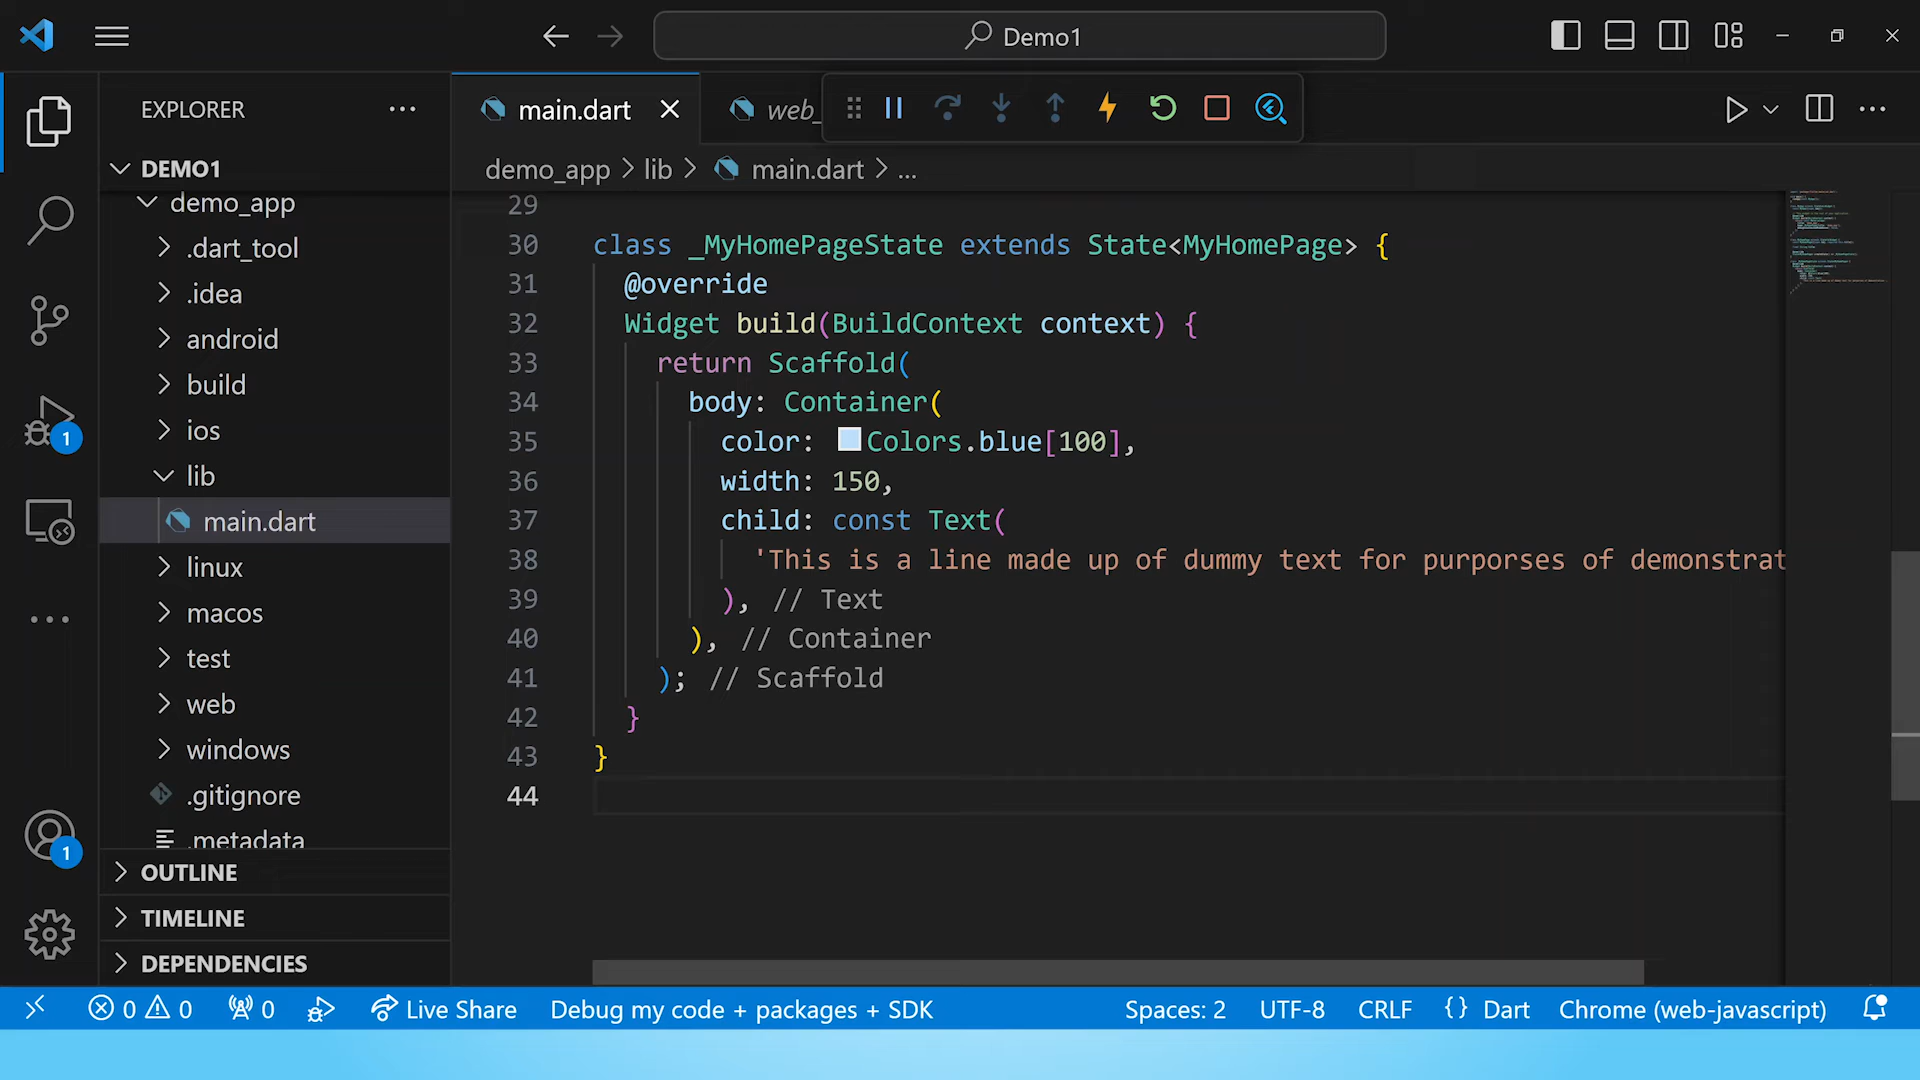 Demo1
EXPLORER
main.dart
web_
DEMO1
demo_app > lib > main.dart > ...
demo_app
.dart_tool
.idea
android
build
ios
lib
main.dart
linux
macos
test
web
windows
.gitignore
.metadata
OUTLINE
TIMELINE
DEPENDENCIES
1
1
29
30 class _MyHomePageState extends State<MyHomePage> {
31 @override
32 Widget build(BuildContext context) {
33 return Scaffold(
34 body: Container(
35 color: Colors.blue[100],
36 width: 150,
37 child: const Text(
38 'This is a line made up of dummy text for purporses of demonstrat
39 ), // Text
40 ), // Container
41 ); // Scaffold
42 }
43 }
44
0 0 0 Live Share Debug my code + packages + SDK Spaces: 2 UTF-8 CRLF {} Dart Chrome (web-javascript)